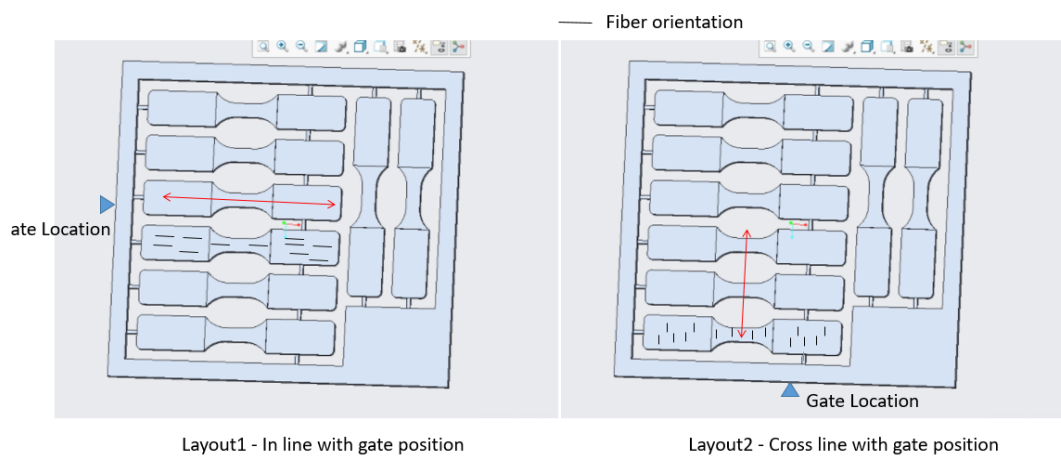 Fiber orientation
ate Location
Gate Location
Layout1 - In line with gate position
Layout2 - Cross line with gate position